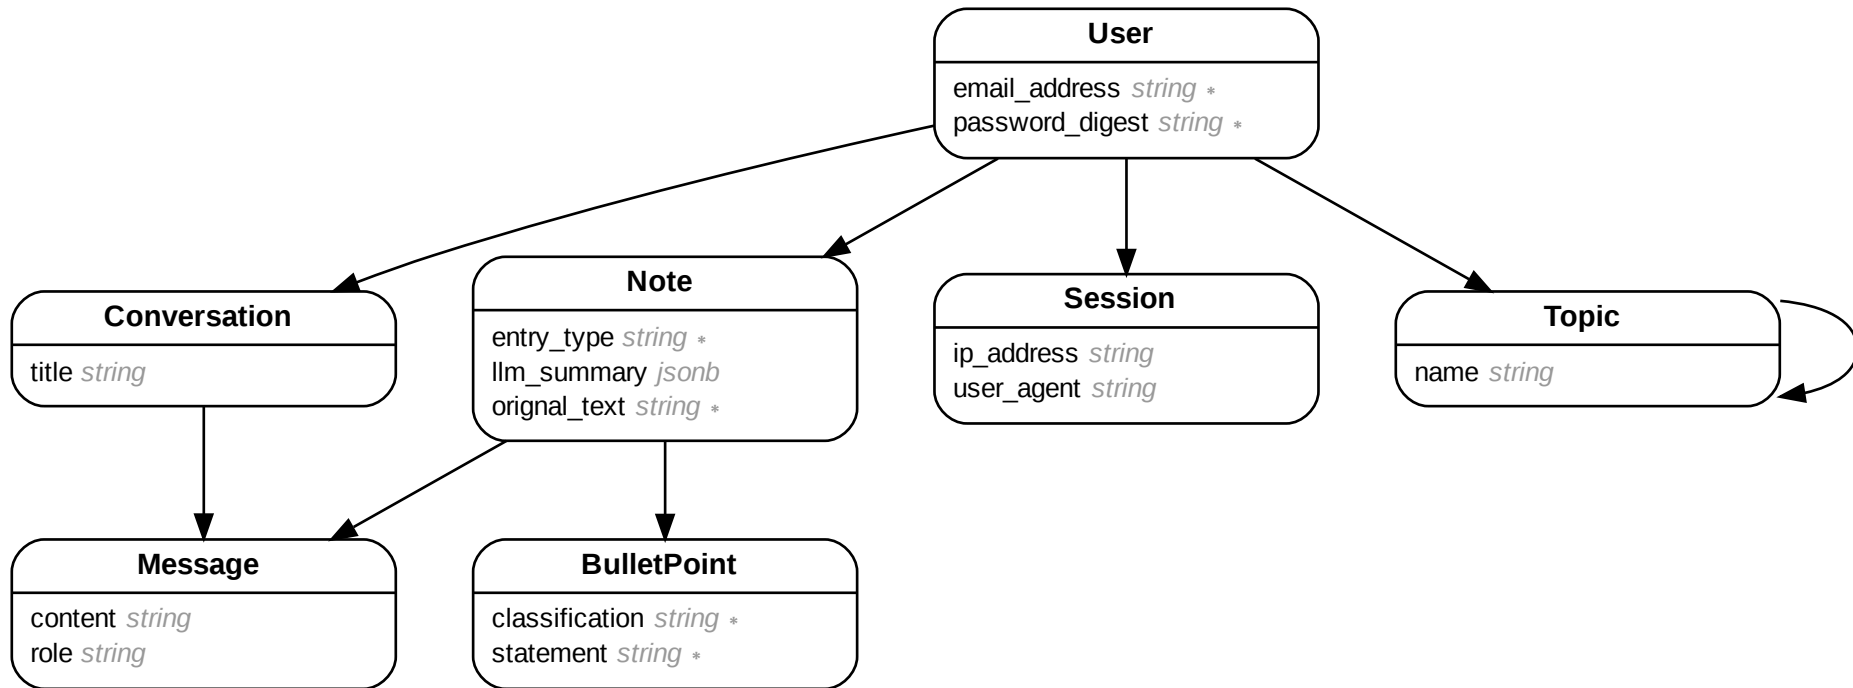 User
email_address string *
password_digest string *
Conversation
title string
Note
entry_type string *
llm_summary jsonb
orignal_text string *
Session
ip_address string
user_agent string
Topic
name string
Message
content string
role string
BulletPoint
classification string *
statement string *